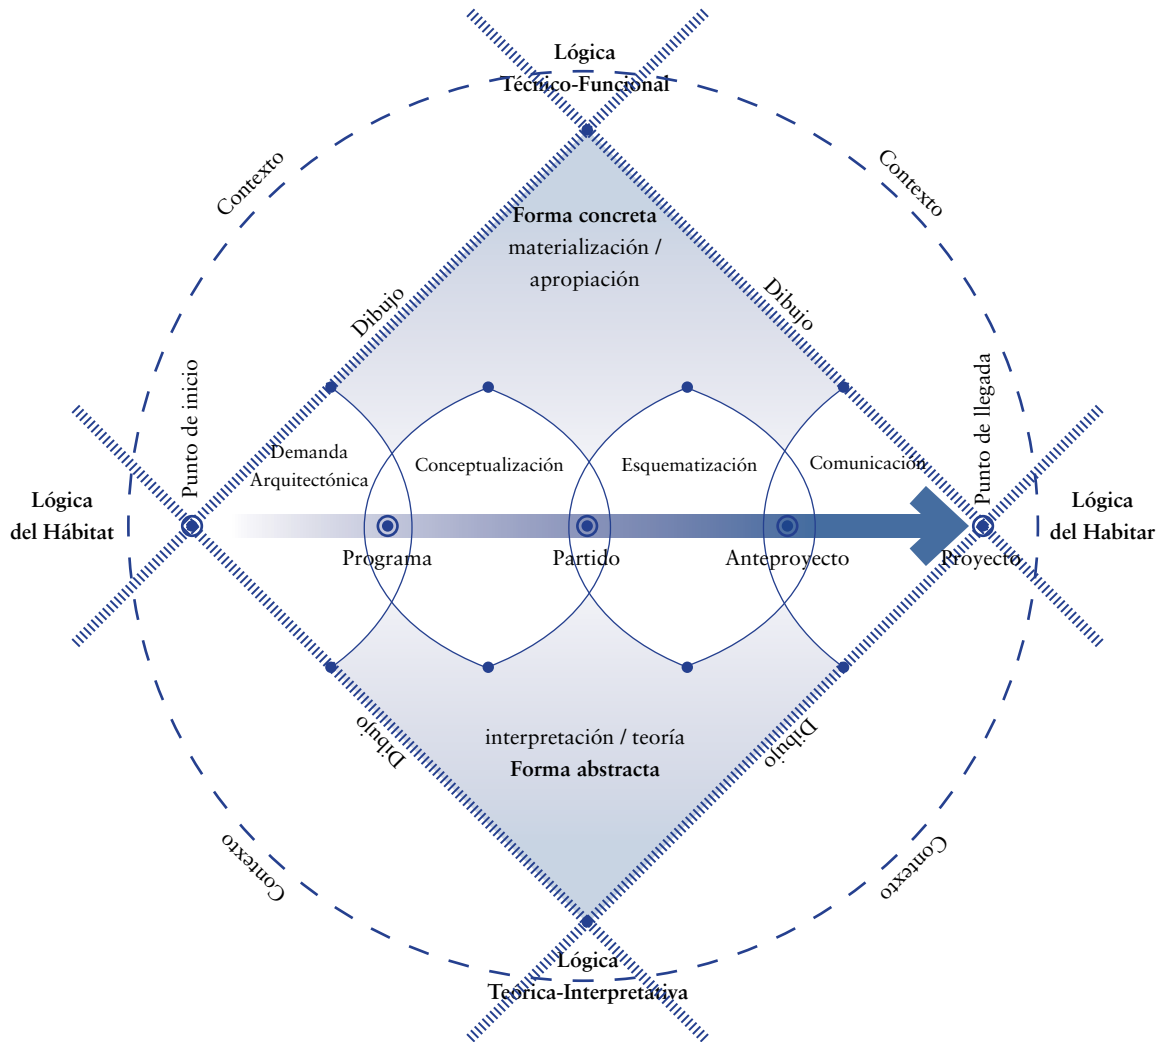 Lógica
Técnico-Funcional
Contexto
Contexto
Forma concreta
materialización /
apropiación
Dibujo
Dibujo
Punto de inicio
Punto de llegada
Demanda
Arquitectónica
Conceptualización
Esquematización
Comunicación
Lógica
del Hábitat
Lógica
del Habitar
Programa
Partido
Anteproyecto
Proyecto
Dibujo
Dibujo
interpretación / teoría
Forma abstracta
Contexto
Contexto
Lógica
Teórica-Interpretativa